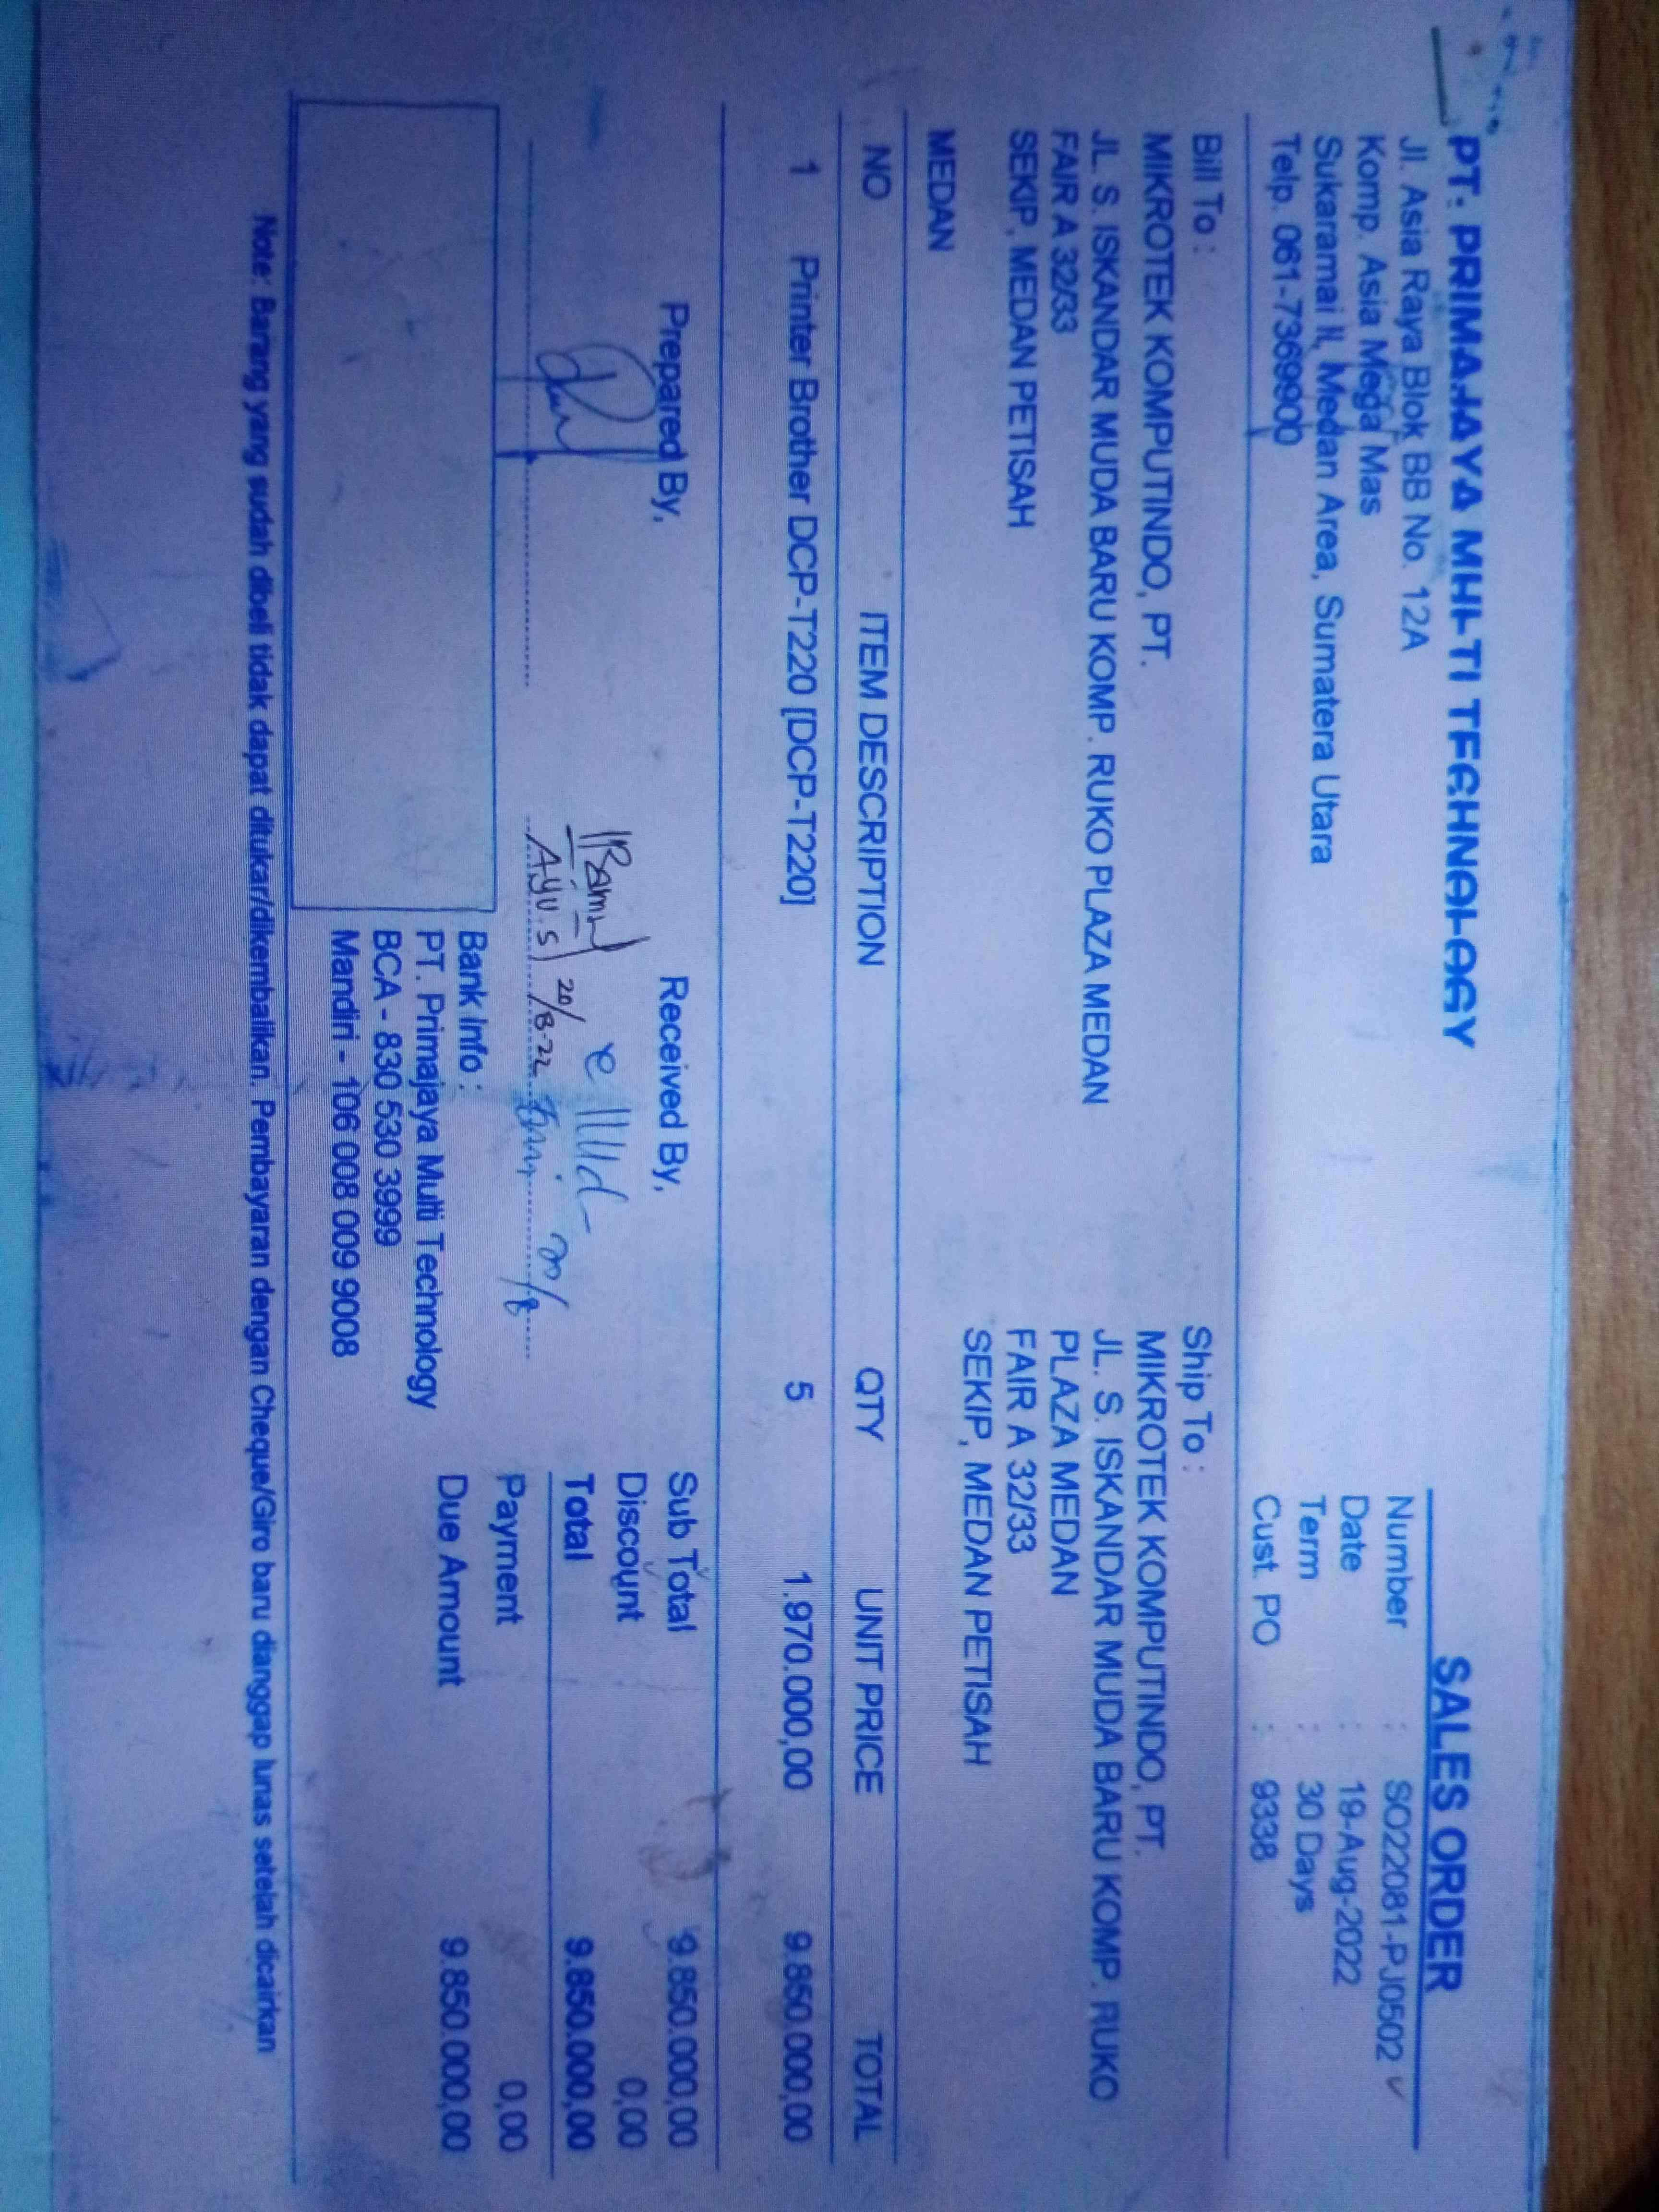 PT. PRIMAJAYA MULTI TECHNOLOGY
Jl. Asia Raya Blok BB No. 12A
Komp. Asia Mega Mas
Sukaramai II, Medan Area, Sumatera Utara
Telp. 061-7369900
SALES ORDER
Number : SO222081-PJ0502
Date : 19-Aug-2022
Term : 30 Days
Cust. PO : 9338
Bill To :
MIKROTEK KOMPUTINDO, PT.
JL. S. ISKANDAR MUDA BARU KOMP. RUKO PLAZA MEDAN
FAIR A 32/33
SEKIP, MEDAN PETISAH
MEDAN
Ship To :
MIKROTEK KOMPUTINDO, PT.
JL. S. ISKANDAR MUDA BARU KOMP. RUKO
PLAZA MEDAN
FAIR A 32/33
SEKIP, MEDAN PETISAH
NO ITEM DESCRIPTION QTY UNIT PRICE TOTAL
1 Printer Brother DCP-T220 [DCP-T220] 5 1.970.000,00 9.850.000,00
Prepared By,
Received By,
Ayu.S 20/8-22
20/8
Sub Total 9.850.000,00
Discount 0,00
Total 9.850.000,00
Payment 0,00
Due Amount 9.850.000,00
Bank Info :
PT. Primajaya Multi Technology
BCA - 830 530 3999
Mandiri - 106 008 009 9008
Note: Barang yang sudah dibeli tidak dapat ditukar/dikembalikan. Pembayaran dengan Cheque/Giro baru dianggap lunas setelah dicairkan